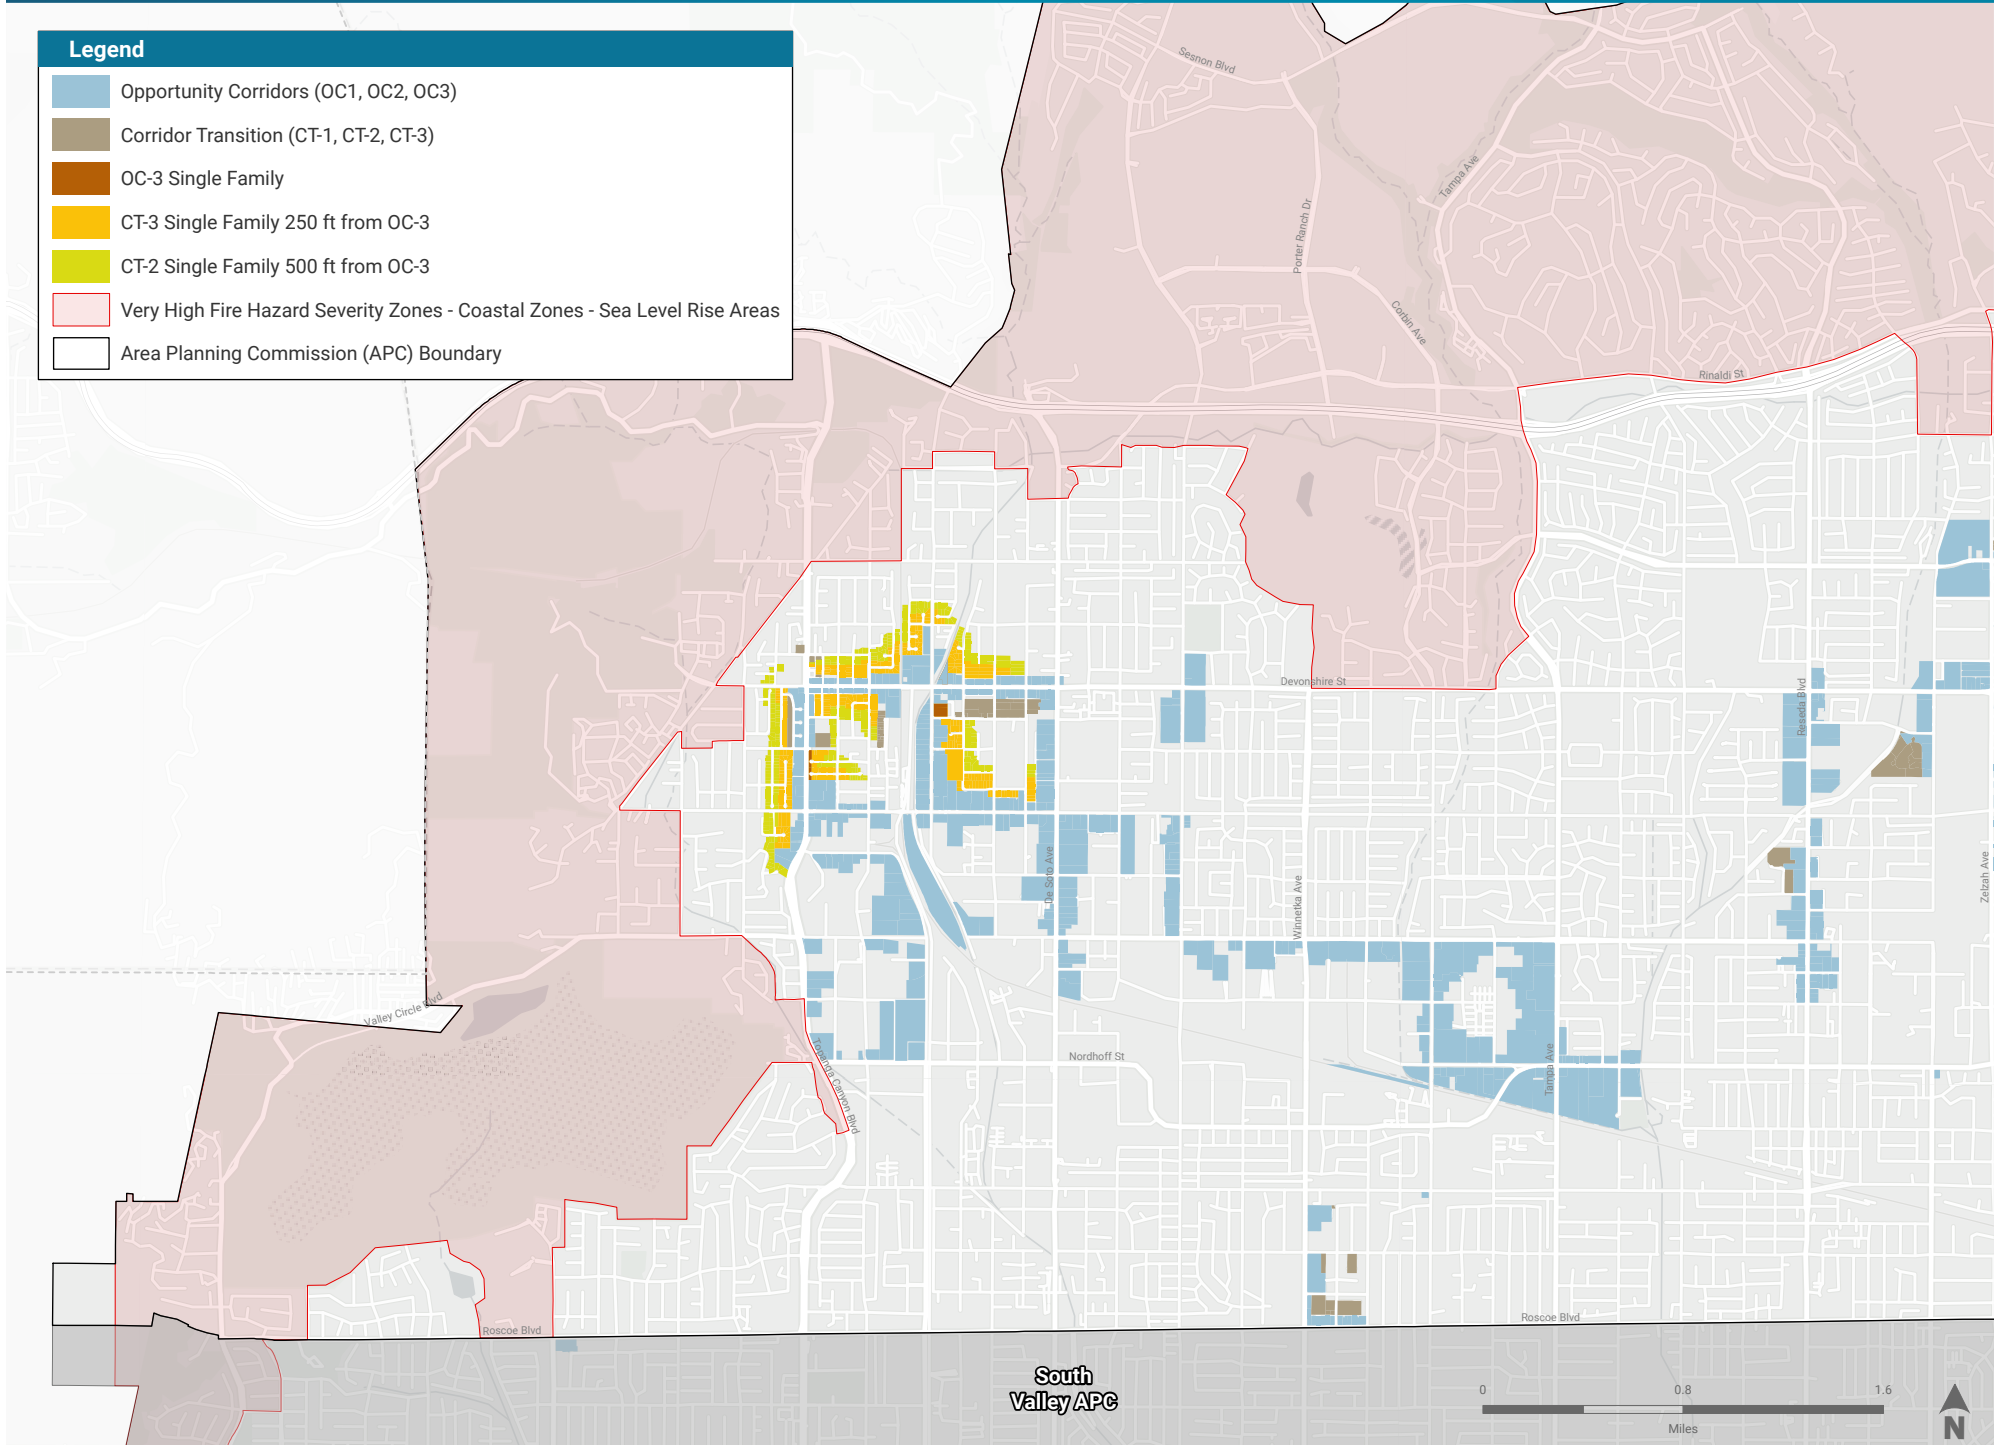 Legend
Opportunity Corridors (OC1, OC2, OC3)
Corridor Transition (CT-1, CT-2, CT-3)
OC-3 Single Family
CT-3 Single Family 250 ft from OC-3
CT-2 Single Family 500 ft from OC-3
Very High Fire Hazard Severity Zones - Coastal Zones - Sea Level Rise Areas
Area Planning Commission (APC) Boundary
Sesnon Blvd
Tampa Ave
Porter Ranch Dr
Corbin Ave
Rinaldi St
Devonshire St
Reseda Blvd
De Soto Ave
Winnetka Ave
Zelzah Ave
Valley Circle Blvd
Topanga Canyon Blvd
Nordhoff St
Tampa Ave
Roscoe Blvd
Roscoe Blvd
South
Valley APC
0 0.8 1.6
Miles
N